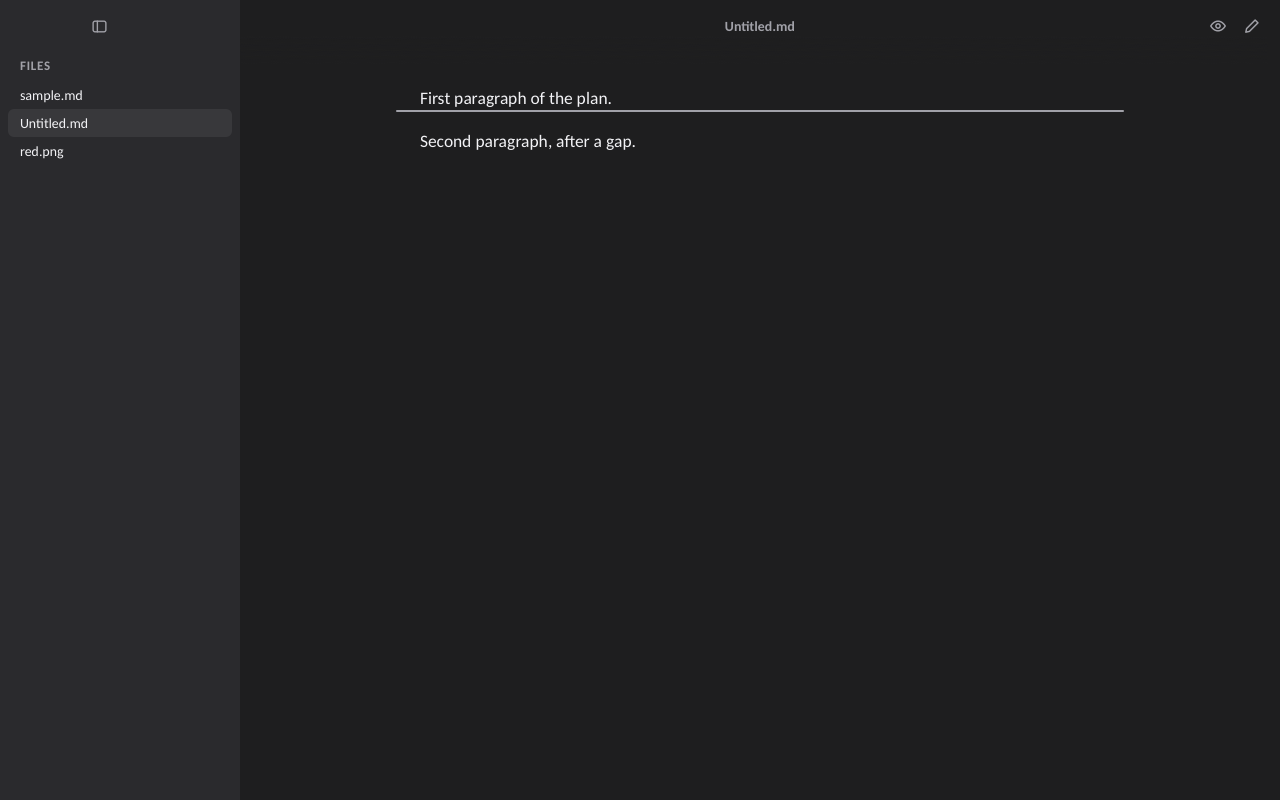 Untitled.md
FILES
sample.md
Untitled.md
red.png
First paragraph of the plan.
Second paragraph, after a gap.